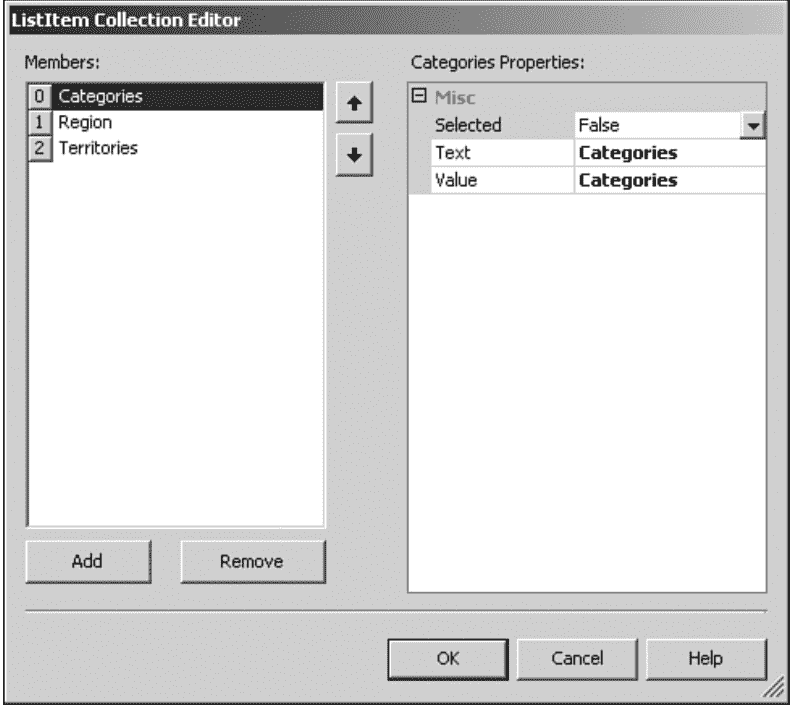 ListItem Collection Editor
Members:
0 Categories
1 Region
2 Territories
Add
Remove
Categories Properties:
Misc
Selected False
Text Categories
Value Categories
OK
Cancel
Help